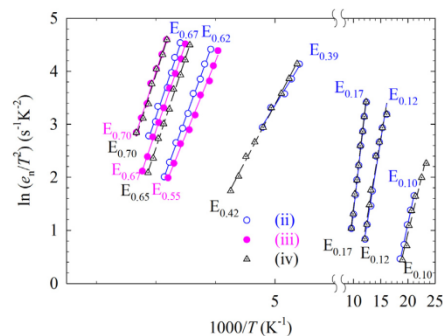 E0.67
E0.62
E0.39
E0.17
E0.12
E0.10
E0.70
E0.70
E0.67
E0.65
E0.55
E0.42
E0.17
E0.12
E0.10
(ii)
(iii)
(iv)
5
4
3
2
1
0
ln (en/T²) (s⁻¹K⁻²)
5 10 15 20 25
1000/T (K⁻¹)